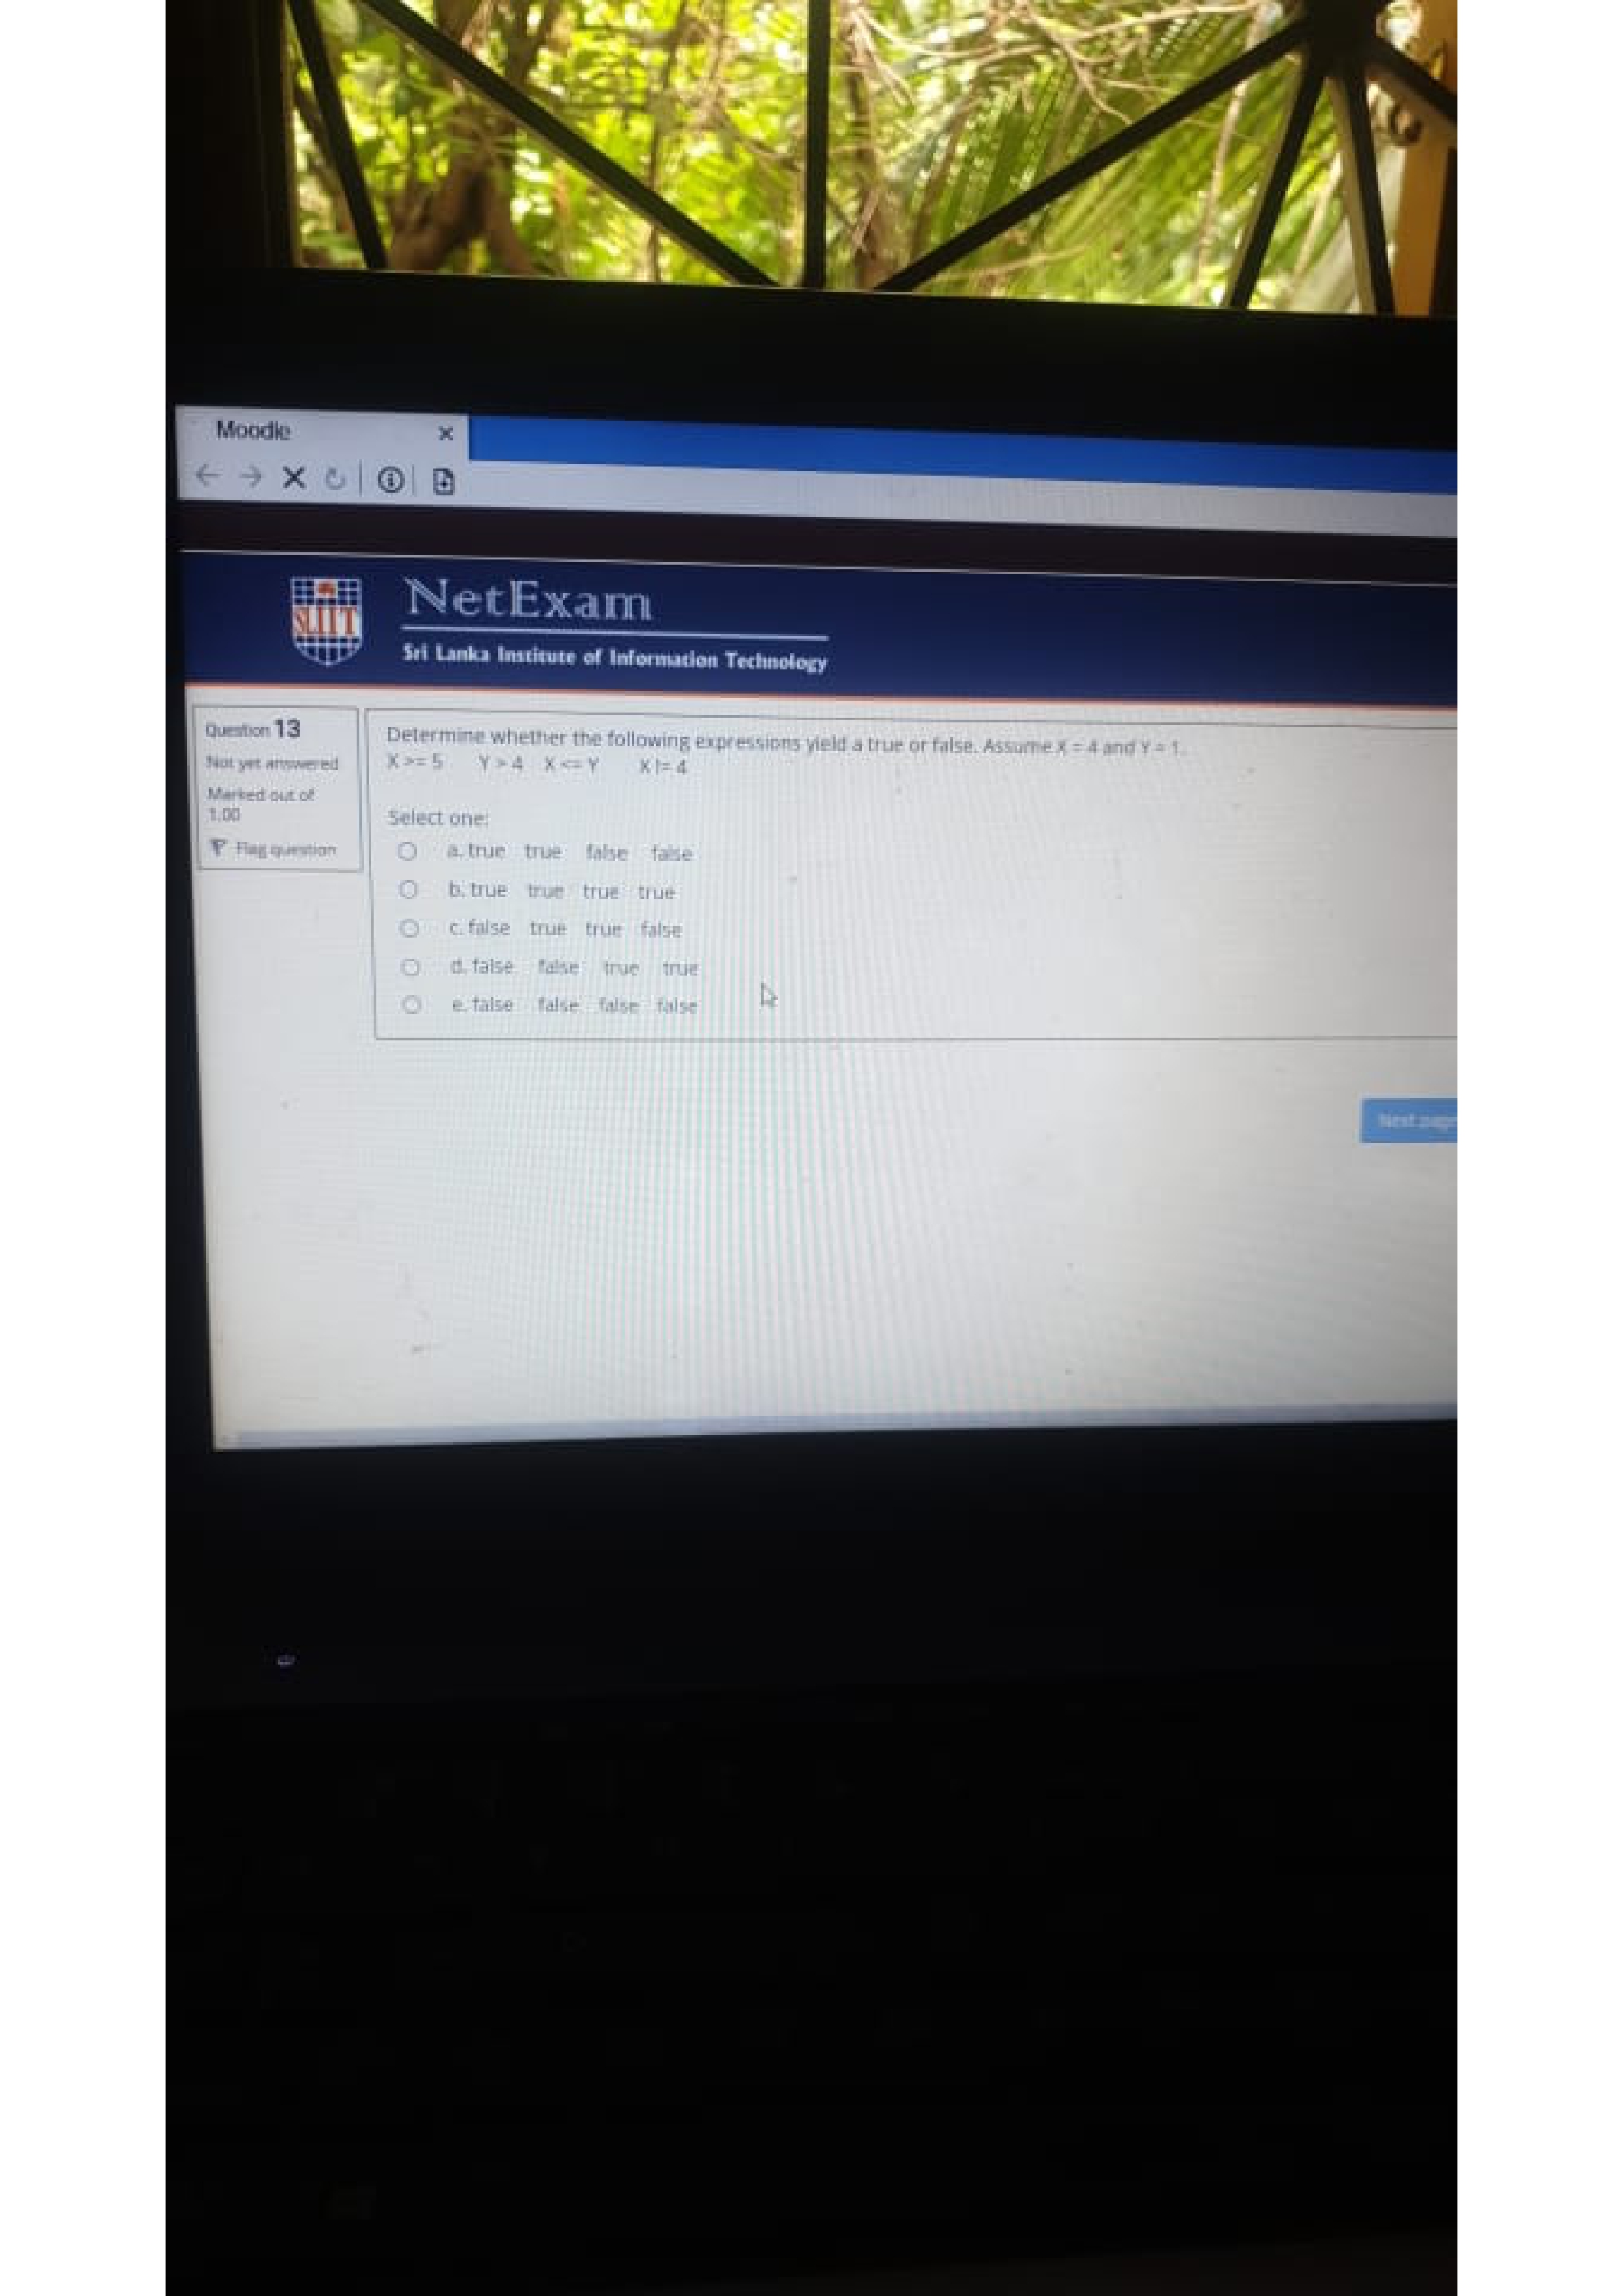 Moodle
NetExam
SLIIT
Sri Lanka Institute of Information Technology
Question 13
Not yet answered
Marked out of
1.00
Flag question
Determine whether the following expressions yield a true or false. Assume X = 4 and Y = 1.
X >= 5 Y > 4 X <= Y X != 4
Select one:
a. true true false false
b. true true true true
c. false true true false
d. false false true true
e. false false false false
Next page